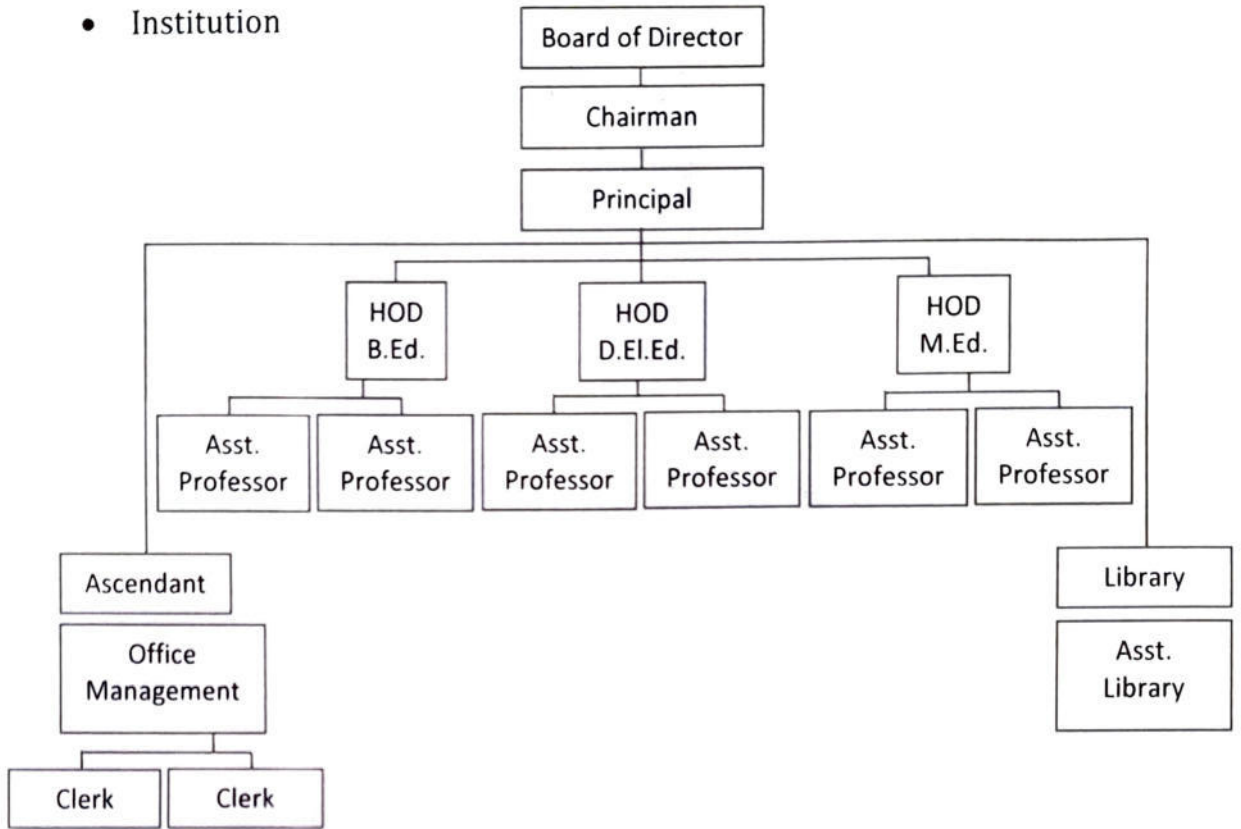 • Institution
Board of Director
Chairman
Principal
HOD
B.Ed.
HOD
D.El.Ed.
HOD
M.Ed.
Asst.
Professor
Asst.
Professor
Asst.
Professor
Asst.
Professor
Asst.
Professor
Asst.
Professor
Ascendant
Library
Office
Management
Asst.
Library
Clerk
Clerk